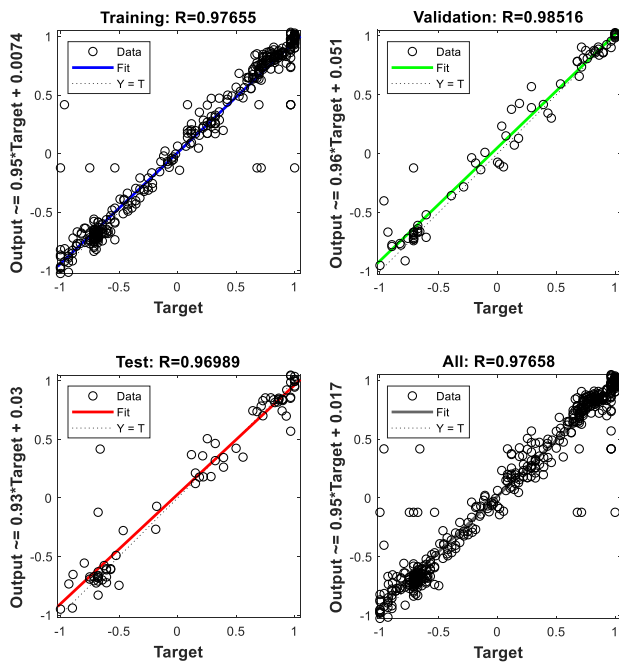 Training: R=0.97655
Output ~= 0.95*Target + 0.0074
1
0.5
0
-0.5
-1
Data
Fit
Y = T
-1
-0.5
0
0.5
1
Target
Validation: R=0.98516
Output ~= 0.96*Target + 0.051
1
0.5
0
-0.5
-1
Data
Fit
Y = T
-1
-0.5
0
0.5
1
Target
Test: R=0.96989
Output ~= 0.93*Target + 0.03
1
0.5
0
-0.5
-1
Data
Fit
Y = T
-1
-0.5
0
0.5
1
Target
All: R=0.97658
Output ~= 0.95*Target + 0.017
1
0.5
0
-0.5
-1
Data
Fit
Y = T
-1
-0.5
0
0.5
1
Target